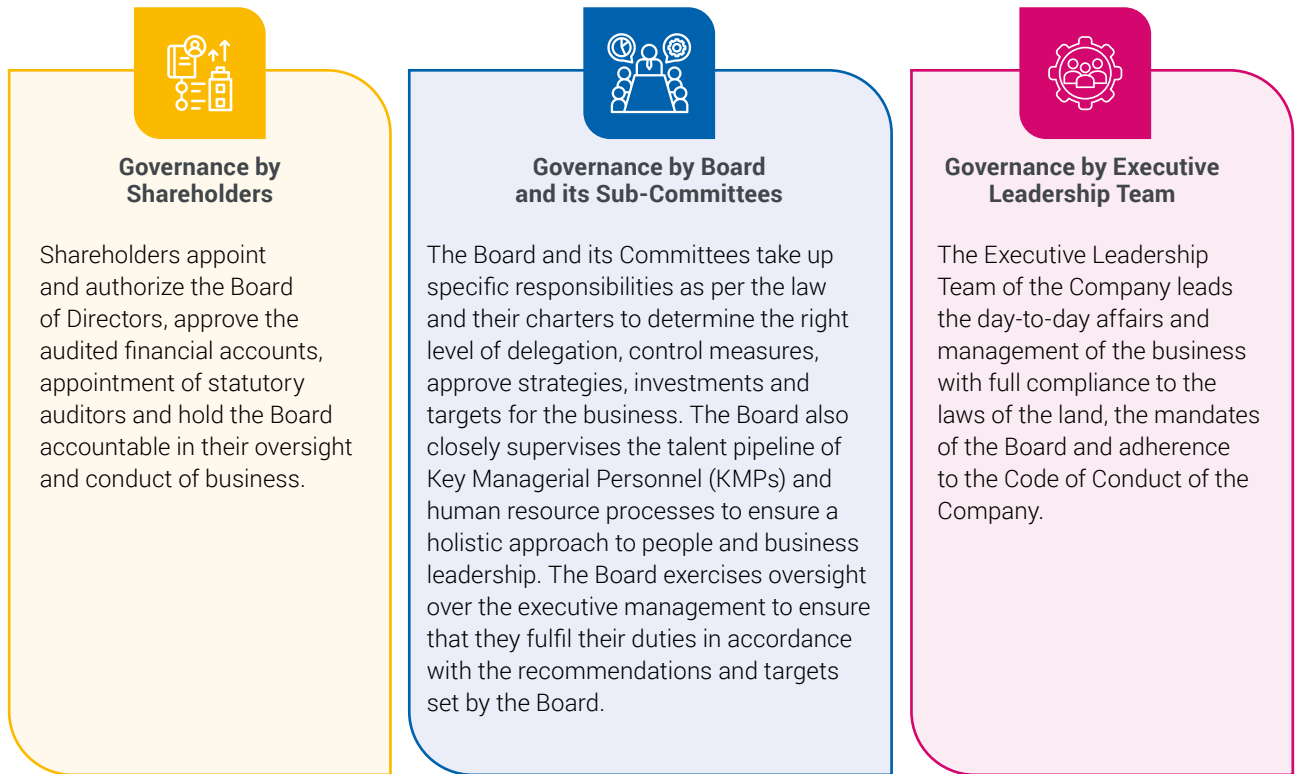 Governance by
Shareholders
Shareholders appoint
and authorize the Board
of Directors, approve the
audited financial accounts,
appointment of statutory
auditors and hold the Board
accountable in their oversight
and conduct of business.
Governance by Board
and its Sub-Committees
The Board and its Committees take up
specific responsibilities as per the law
and their charters to determine the right
level of delegation, control measures,
approve strategies, investments and
targets for the business. The Board also
closely supervises the talent pipeline of
Key Managerial Personnel (KMPs) and
human resource processes to ensure a
holistic approach to people and business
leadership. The Board exercises oversight
over the executive management to ensure
that they fulfil their duties in accordance
with the recommendations and targets
set by the Board.
Governance by Executive
Leadership Team
The Executive Leadership
Team of the Company leads
the day-to-day affairs and
management of the business
with full compliance to the
laws of the land, the mandates
of the Board and adherence
to the Code of Conduct of the
Company.